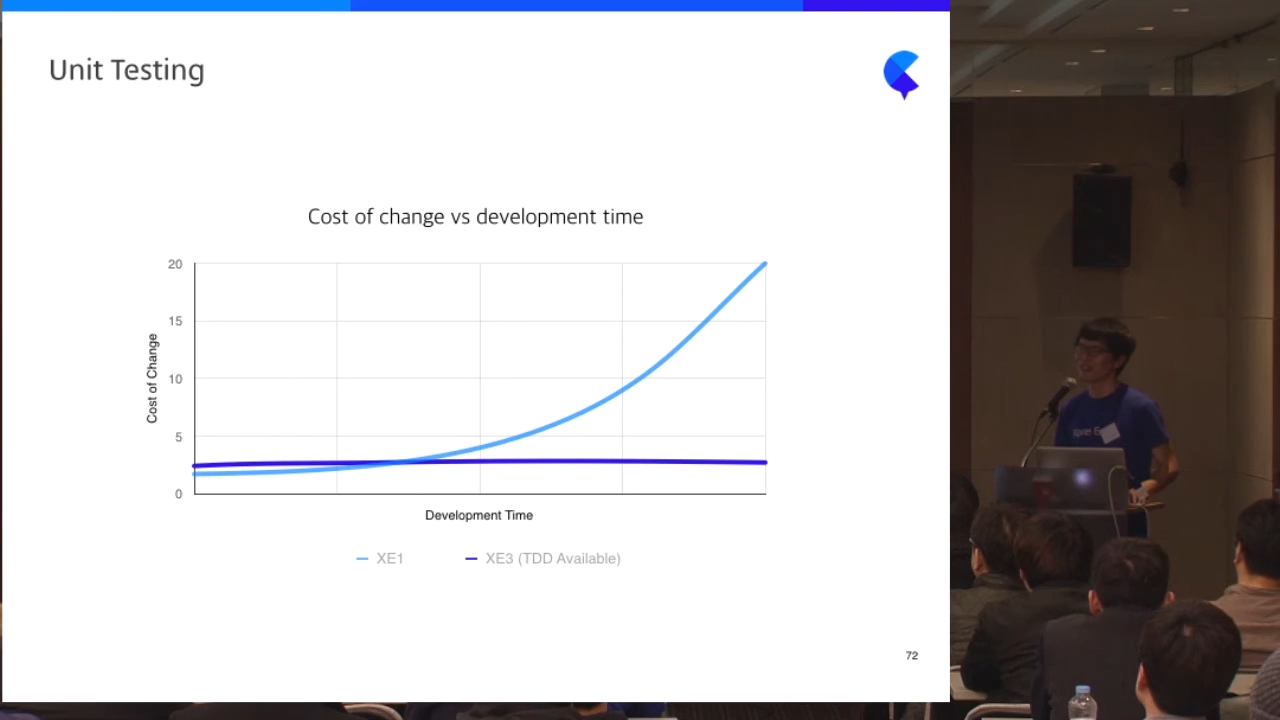 Unit Testing
Cost of change vs development time
20
15
10
5
0
Cost of Change
Development Time
XE1
XE3 (TDD Available)
72